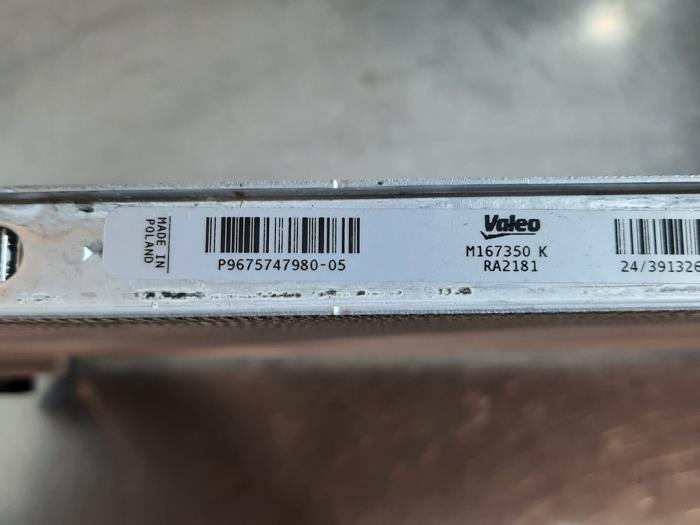 MADE IN
POLAND
P9675747980-05
Valeo
M167350 K
RA2181
24/391326